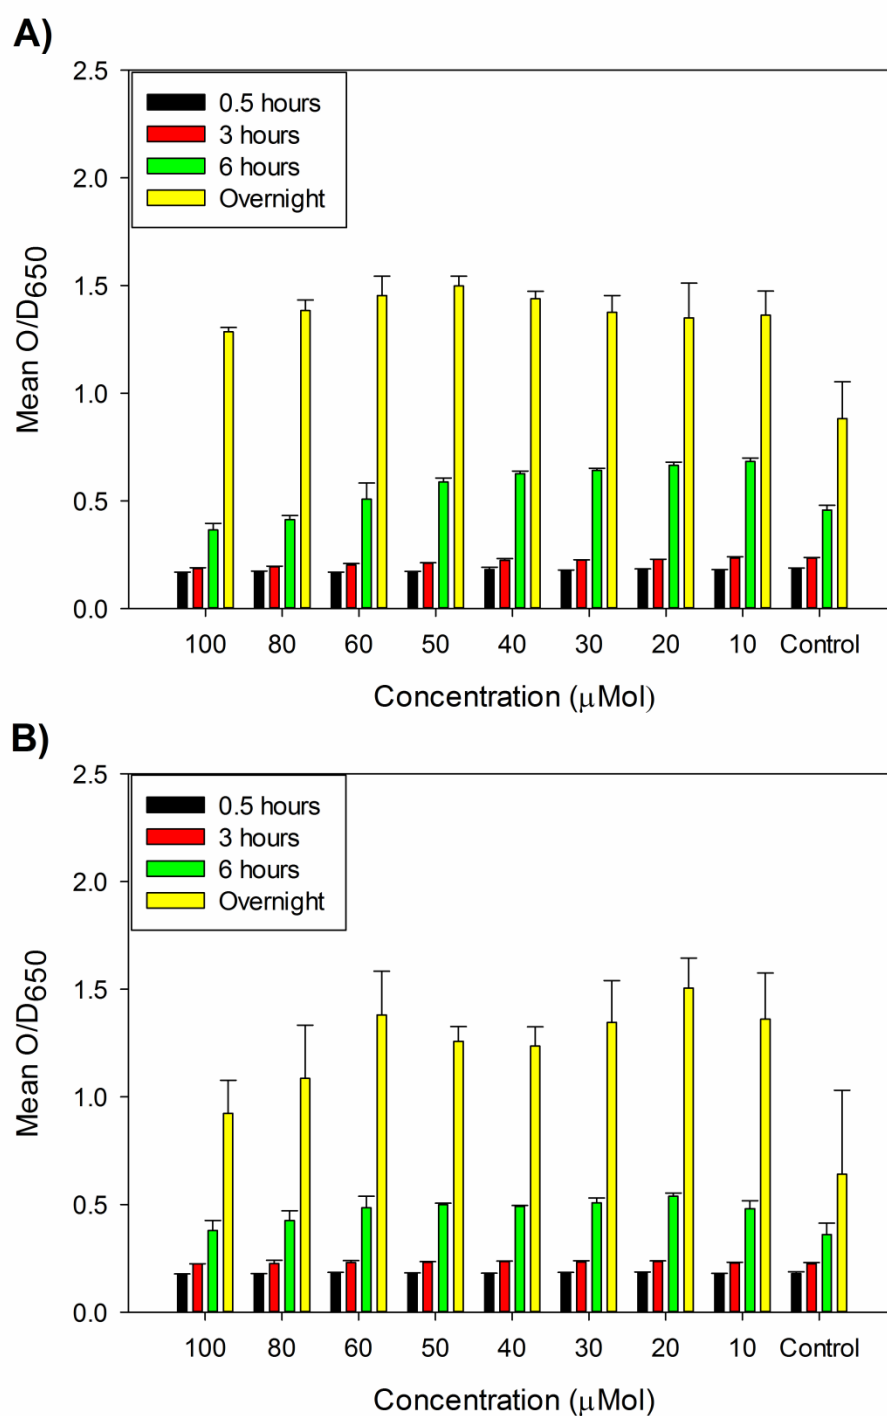 A)
2.5
2.0
1.5
1.0
0.5
0.0
Mean O/D650
0.5 hours
3 hours
6 hours
Overnight
100 80 60 50 40 30 20 10 Control
Concentration (μMol)
B)
2.5
2.0
1.5
1.0
0.5
0.0
Mean O/D650
0.5 hours
3 hours
6 hours
Overnight
100 80 60 50 40 30 20 10 Control
Concentration (μMol)